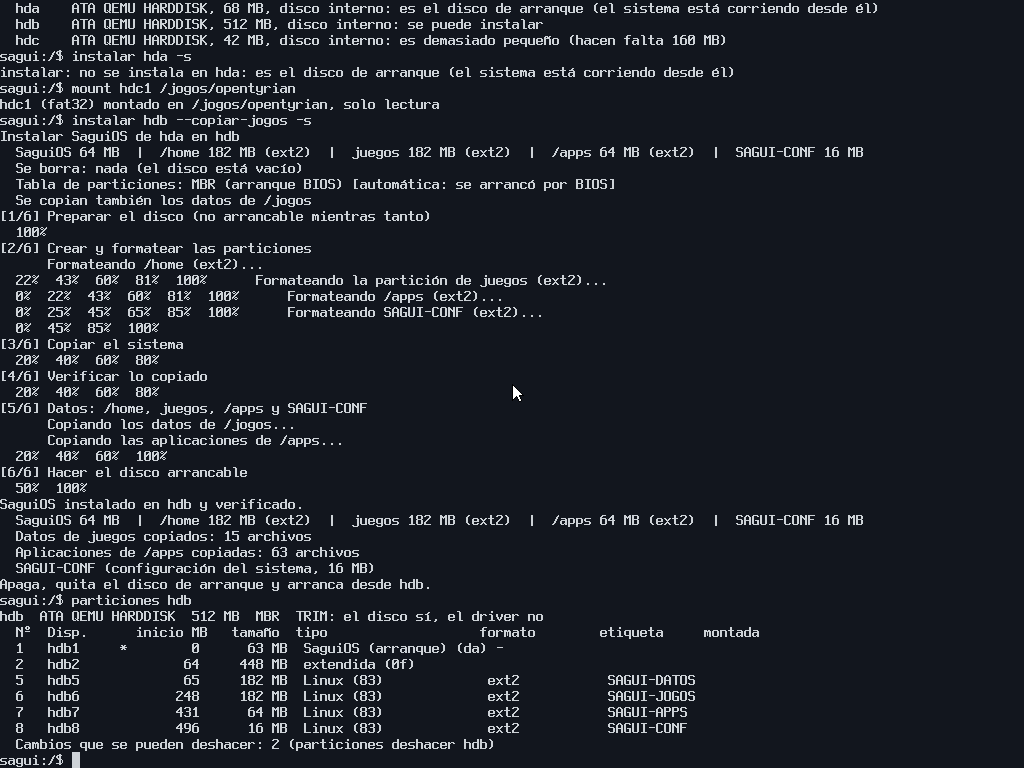 hda    ATA QEMU HARDDISK, 68 MB, disco interno: es el disco de arranque (el sistema está corriendo desde él)
hdb    ATA QEMU HARDDISK, 512 MB, disco interno: se puede instalar
hdc    ATA QEMU HARDDISK, 42 MB, disco interno: es demasiado pequeño (hacen falta 160 MB)
sagui:/$ instalar hda -s
instalar: no se instala en hda: es el disco de arranque (el sistema está corriendo desde él)
sagui:/$ mount hdc1 /jogos/opentyrian
hdc1 (fat32) montado en /jogos/opentyrian, solo lectura
sagui:/$ instalar hdb --copiar-jogos -s
Instalar SaguiOS de hda en hdb
SaguiOS 64 MB  |  /home 182 MB (ext2)  |  juegos 182 MB (ext2)  |  /apps 64 MB (ext2)  |  SAGUI-CONF 16 MB
Se borra: nada (el disco está vacío)
Tabla de particiones: MBR (arranque BIOS) [automática: se arrancó por BIOS]
Se copian también los datos de /jogos
[1/6] Preparar el disco (no arrancable mientras tanto)
100%
[2/6] Crear y formatear las particiones
Formateando /home (ext2)...
22%  43%  60%  81%  100%      Formateando la partición de juegos (ext2)...
0%  22%  43%  60%  81%  100%      Formateando /apps (ext2)...
0%  25%  45%  65%  85%  100%      Formateando SAGUI-CONF (ext2)...
0%  45%  85%  100%
[3/6] Copiar el sistema
20%  40%  60%  80%
[4/6] Verificar lo copiado
20%  40%  60%  80%
[5/6] Datos: /home, juegos, /apps y SAGUI-CONF
Copiando los datos de /jogos...
Copiando las aplicaciones de /apps...
20%  40%  60%  100%
[6/6] Hacer el disco arrancable
50%  100%
SaguiOS instalado en hdb y verificado.
SaguiOS 64 MB  |  /home 182 MB (ext2)  |  juegos 182 MB (ext2)  |  /apps 64 MB (ext2)  |  SAGUI-CONF 16 MB
Datos de juegos copiados: 15 archivos
Aplicaciones de /apps copiadas: 63 archivos
SAGUI-CONF (configuración del sistema, 16 MB)
Apaga, quita el disco de arranque y arranca desde hdb.
sagui:/$ particiones hdb
hdb  ATA QEMU HARDDISK  512 MB  MBR  TRIM: el disco sí, el driver no
Nº  Disp.      inicio MB   tamaño  tipo                   formato        etiqueta     montada
1   hdb1     *        0      63 MB  SaguiOS (arranque) (da) -
2   hdb2             64     448 MB  extendida (0f)
5   hdb5             65     182 MB  Linux (83)             ext2           SAGUI-DATOS
6   hdb6            248     182 MB  Linux (83)             ext2           SAGUI-JOGOS
7   hdb7            431      64 MB  Linux (83)             ext2           SAGUI-APPS
8   hdb8            496      16 MB  Linux (83)             ext2           SAGUI-CONF
Cambios que se pueden deshacer: 2 (particiones deshacer hdb)
sagui:/$